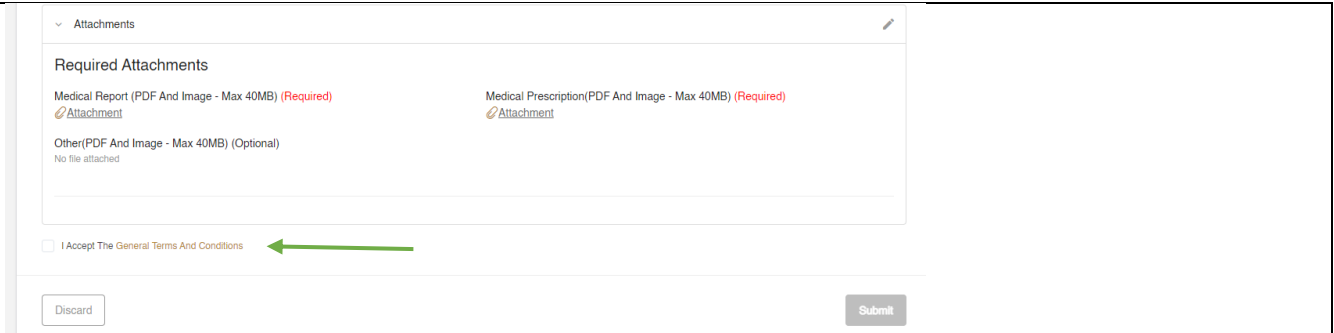 Attachments
Required Attachments
Medical Report (PDF And Image - Max 40MB) (Required)
Attachment
Medical Prescription(PDF And Image - Max 40MB) (Required)
Attachment
Other(PDF And Image - Max 40MB) (Optional)
No file attached
I Accept The General Terms And Conditions
Discard
Submit